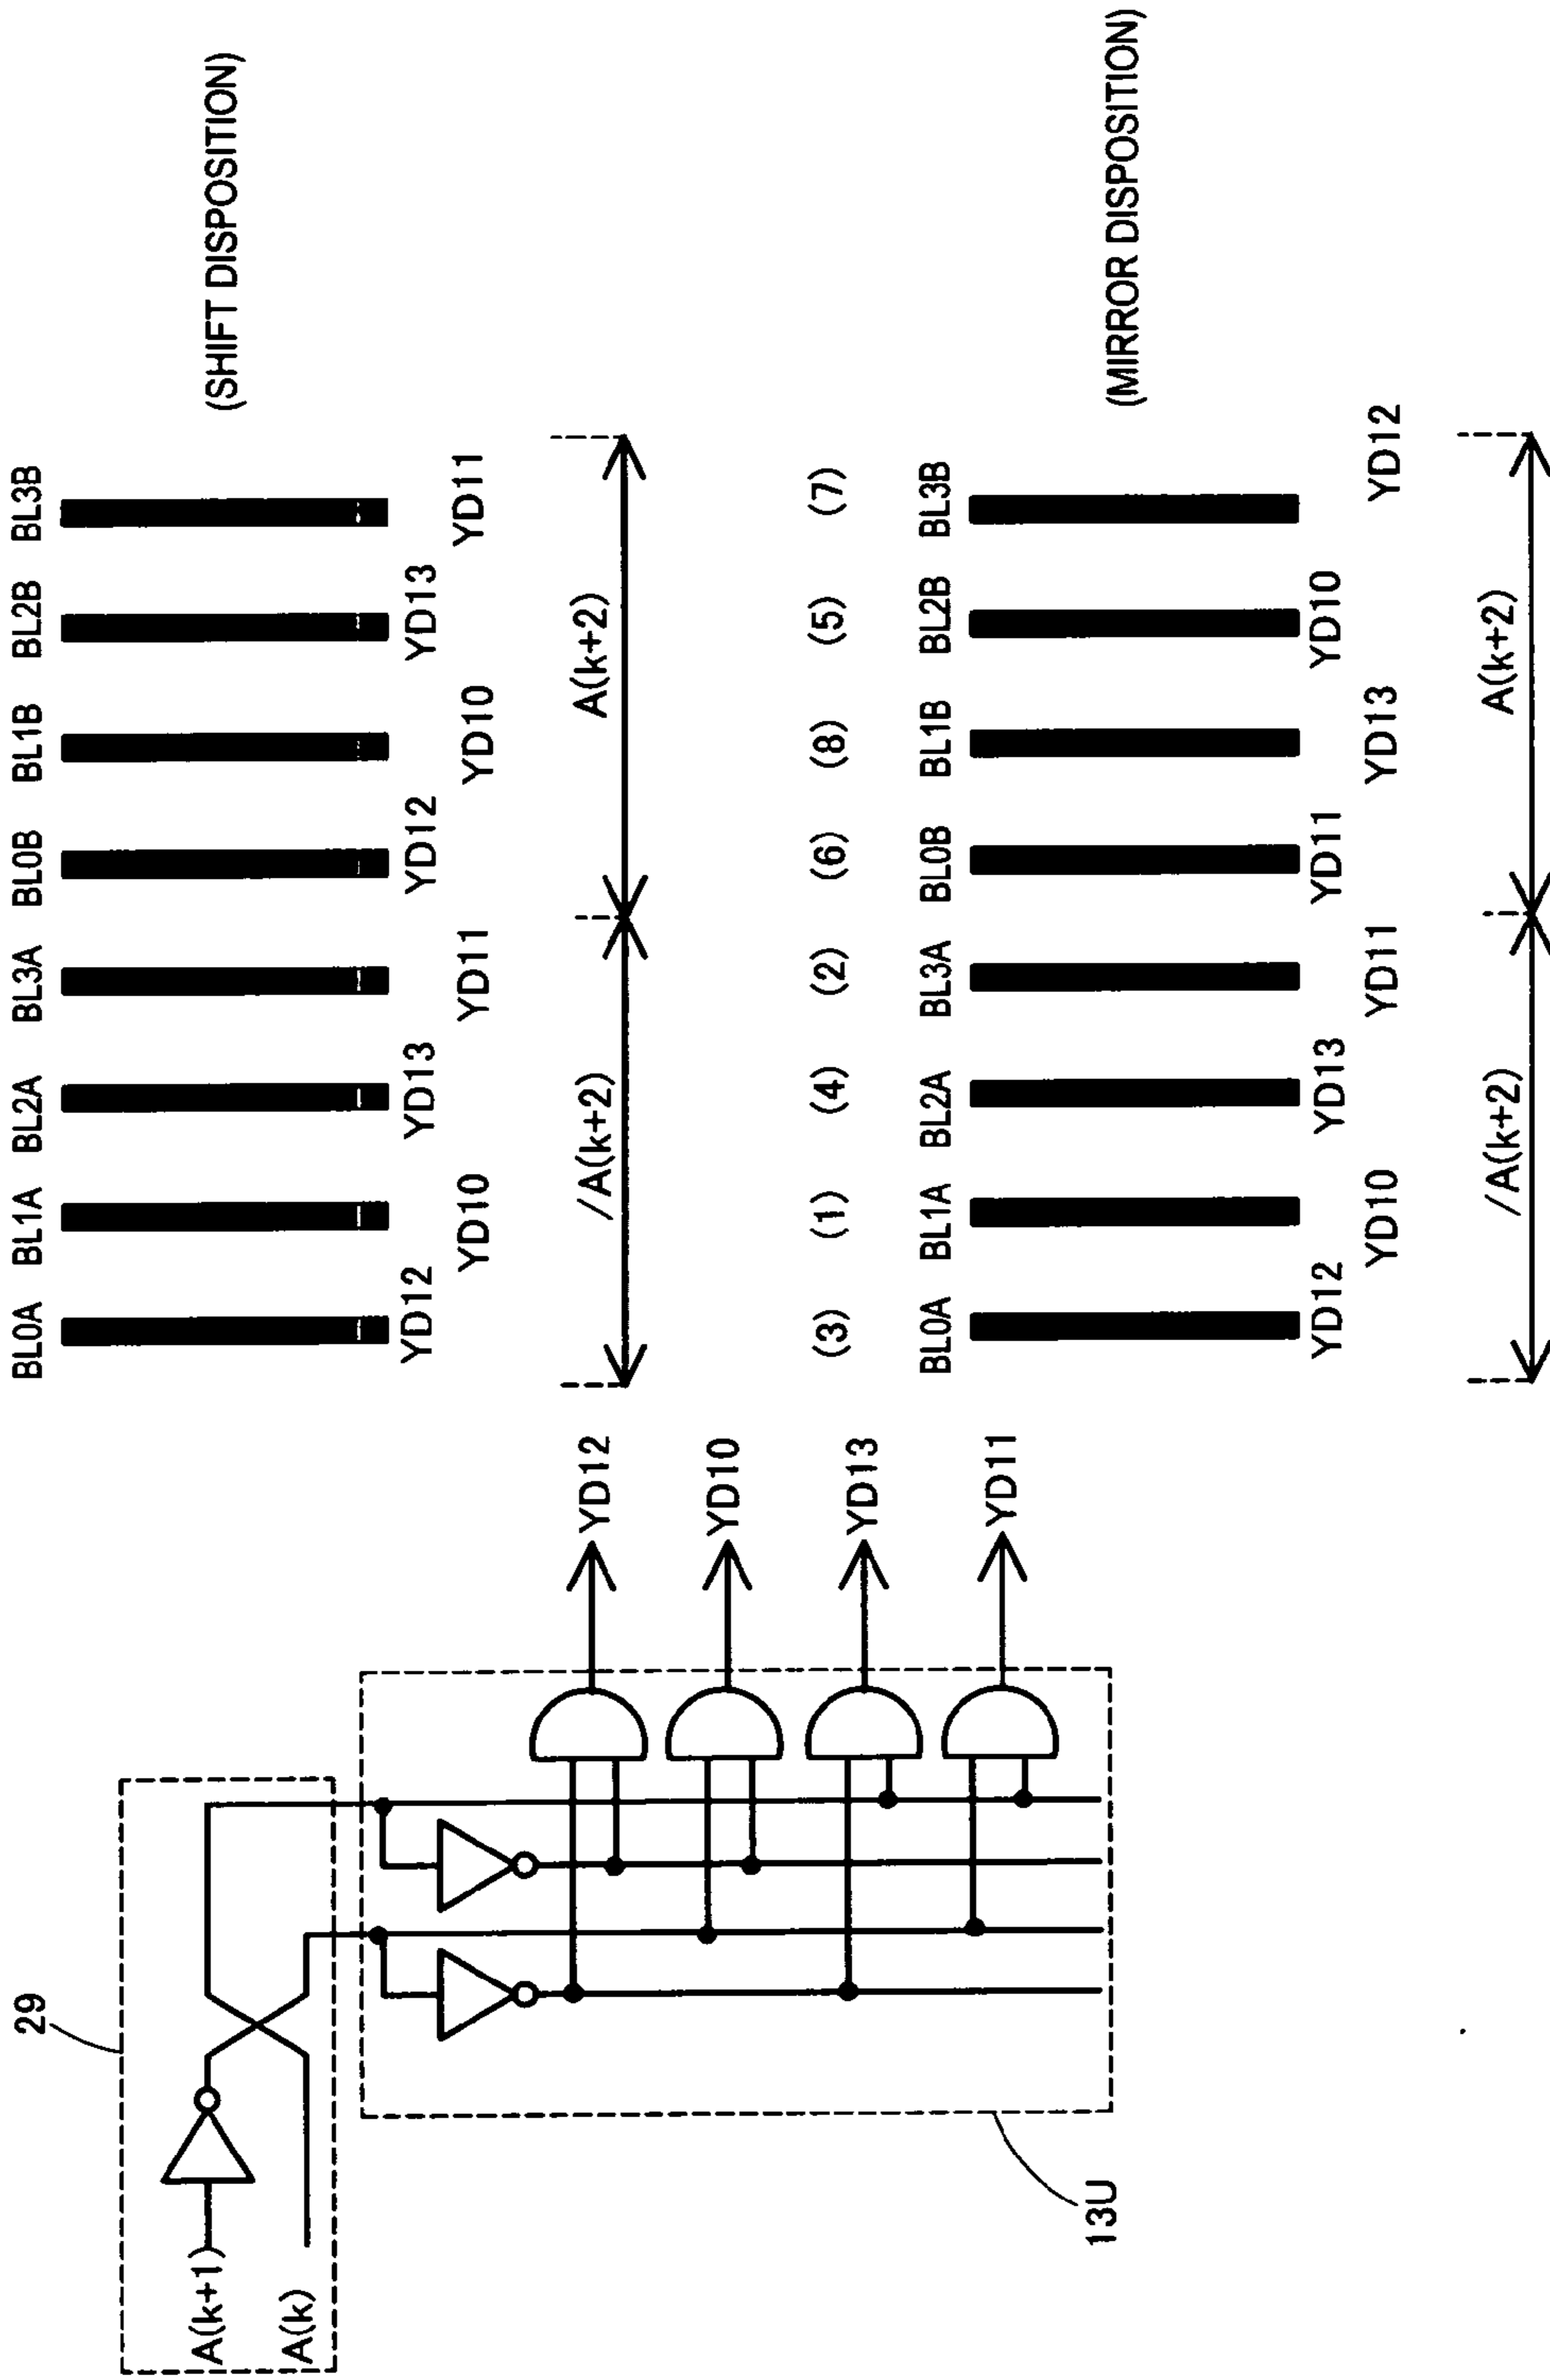 29
A(k+1)
A(k)
13U
YD12
YD10
YD13
YD11
BL0A BL1A BL2A BL3A BL0B BL1B BL2B BL3B
YD12 YD10 YD13 YD11 YD12 YD10 YD13 YD11
/A(k+2) A(k+2)
(SHIFT DISPOSITION)
(3) (1) (4) (2) (6) (8) (5) (7)
BL0A BL1A BL2A BL3A BL0B BL1B BL2B BL3B
YD12 YD10 YD13 YD11 YD11 YD13 YD10 YD12
/A(k+2) A(k+2)
(MIRROR DISPOSITION)